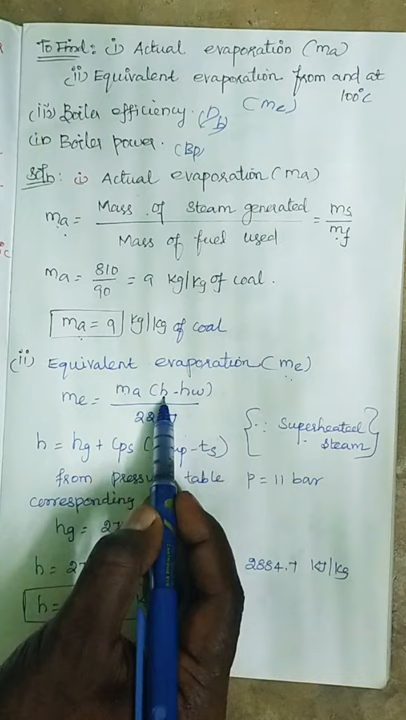 To Find: i) Actual evaporation (ma)
ii) Equivalent evaporation from and at 100°c (me)
iii) Boiler efficiency. (ηb)
iv) Boiler power. (BP)
Soln: i) Actual evaporation (ma)
ma = Mass of steam generated / Mass of fuel used = ms / mf
ma = 810 / 90 = 9 kg/kg of coal.
ma = 9 kg/kg of coal
(ii) Equivalent evaporation (me)
me = ma (h - hw)
h = hg + Cps ( - ts) {∵ Superheated steam}
from table P = 11 bar
corresponding
hg =
h = 2884.7 kJ/kg
h =